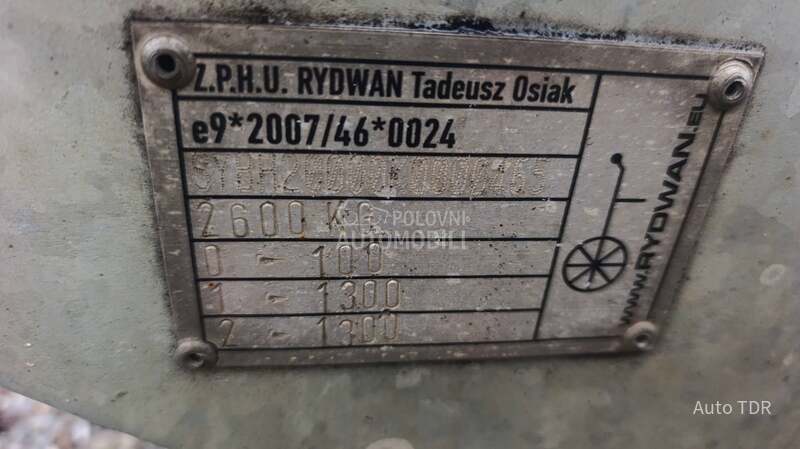 Z.P.H.U. RYDWAN Tadeusz Osiak
e9*2007/46*0024
2600 KG
0 - 100
1 - 1300
2 - 1300
WWW.RYDWAN.EU
POLOVNI
AUTOMOBILI
Auto TDR